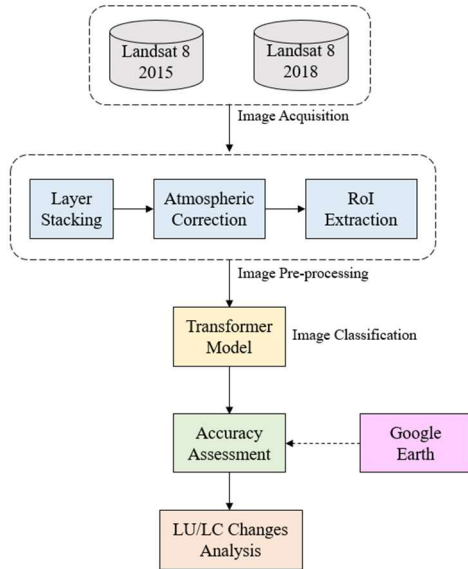 Landsat 8
2015
Landsat 8
2018
Image Acquisition
Layer
Stacking
Atmospheric
Correction
RoI
Extraction
Image Pre-processing
Transformer
Model
Image Classification
Accuracy
Assessment
Google
Earth
LU/LC Changes
Analysis